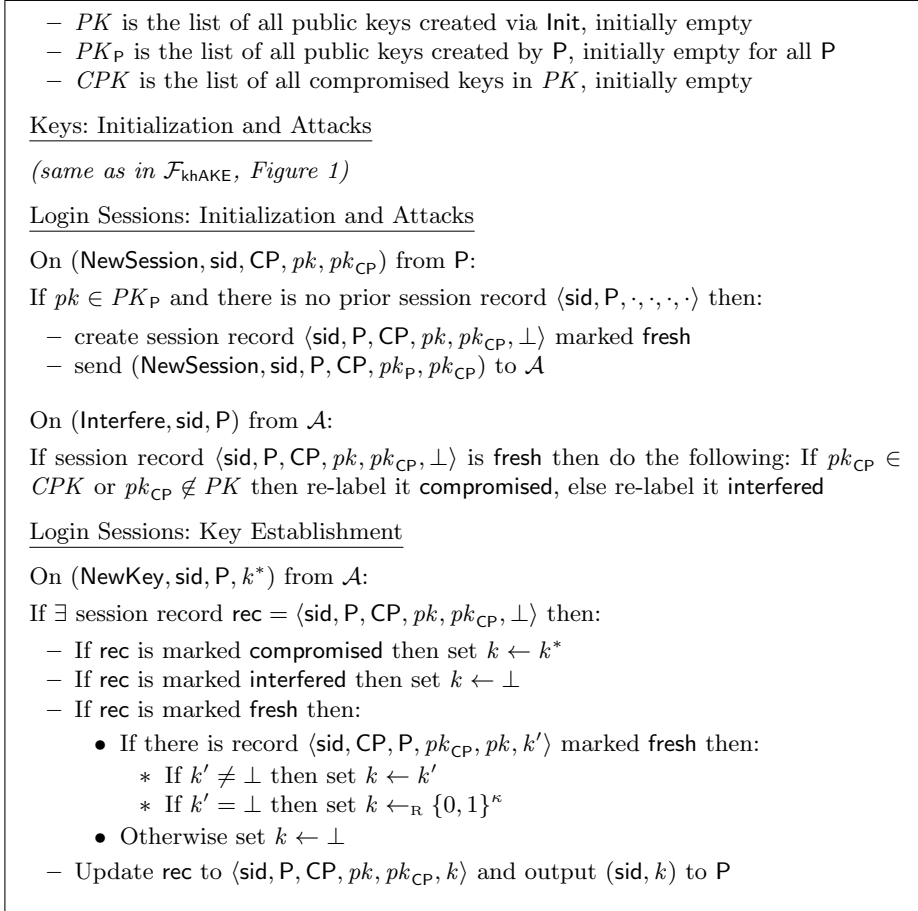 – PK is the list of all public keys created via Init, initially empty
– PK_P is the list of all public keys created by P, initially empty for all P
– CPK is the list of all compromised keys in PK, initially empty
Keys: Initialization and Attacks
(same as in F_khAKE, Figure 1)
Login Sessions: Initialization and Attacks
On (NewSession, sid, CP, pk, pk_CP) from P:
If pk ∈ PK_P and there is no prior session record ⟨sid, P, ·, ·, ·, ·⟩ then:
– create session record ⟨sid, P, CP, pk, pk_CP, ⊥⟩ marked fresh
– send (NewSession, sid, P, CP, pk_P, pk_CP) to 𝒜
On (Interfere, sid, P) from 𝒜:
If session record ⟨sid, P, CP, pk, pk_CP, ⊥⟩ is fresh then do the following: If pk_CP ∈
CPK or pk_CP ∉ PK then re-label it compromised, else re-label it interfered
Login Sessions: Key Establishment
On (NewKey, sid, P, k*) from 𝒜:
If ∃ session record rec = ⟨sid, P, CP, pk, pk_CP, ⊥⟩ then:
– If rec is marked compromised then set k ← k*
– If rec is marked interfered then set k ← ⊥
– If rec is marked fresh then:
• If there is record ⟨sid, CP, P, pk_CP, pk, k′⟩ marked fresh then:
∗ If k′ ≠ ⊥ then set k ← k′
∗ If k′ = ⊥ then set k ←_R {0, 1}^κ
• Otherwise set k ← ⊥
– Update rec to ⟨sid, P, CP, pk, pk_CP, k⟩ and output (sid, k) to P